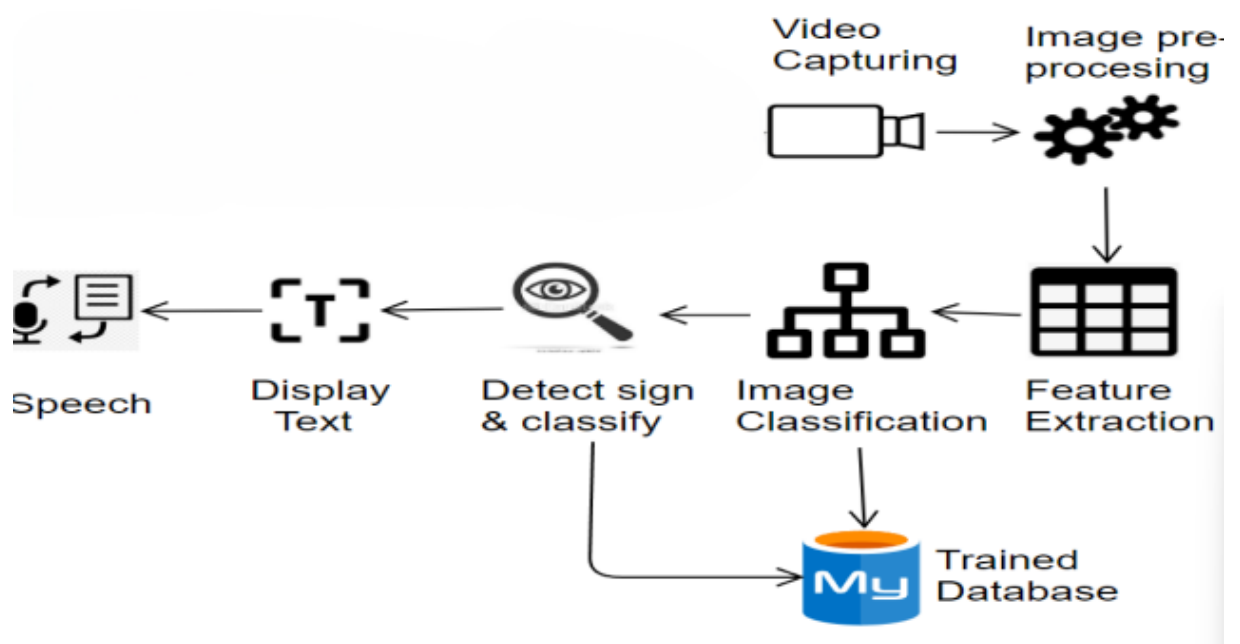 Video
Capturing
Image pre-
procesing
T
Speech
Display
Text
Detect sign
& classify
Image
Classification
Feature
Extraction
My
Trained
Database